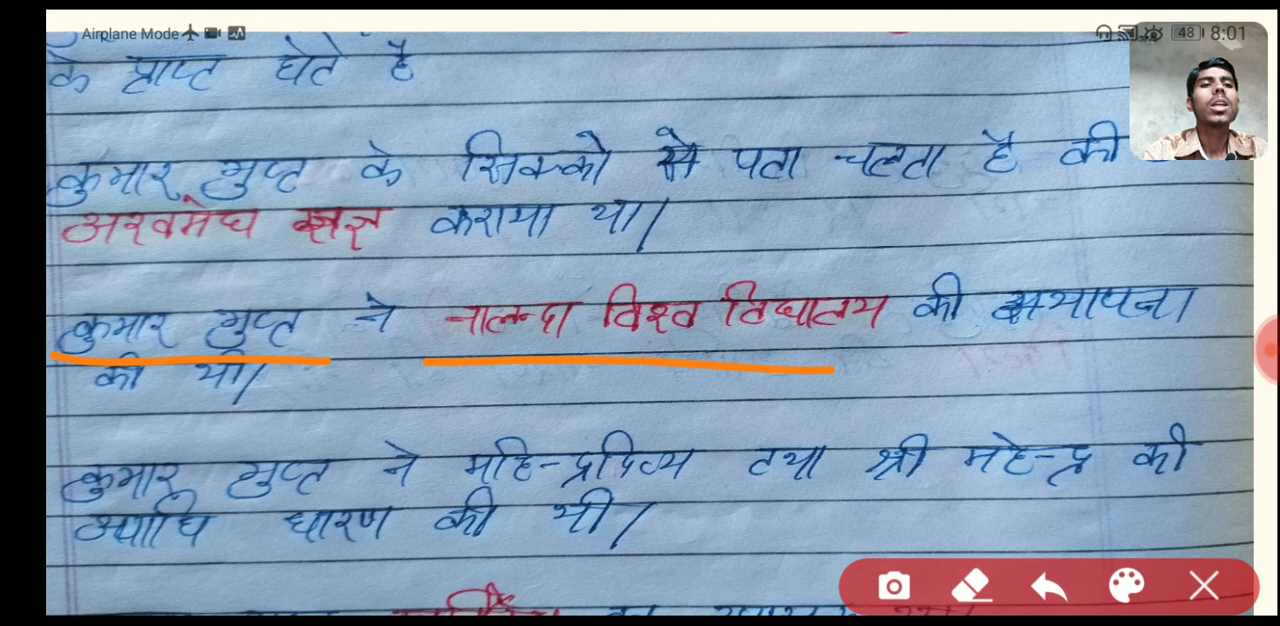 Airplane Mode 48 8:01
के प्राप्त होते है
कुमार गुप्त के सिक्को से पता चलता है की
अश्वमेघ यज्ञ कराया था।
कुमार गुप्त ने नालन्दा विश्व विद्यालय की स्थापना
की थी।
कुमार गुप्त ने महेन्द्रादित्य तथा श्री महेन्द्र की
उपाधि धारण की थी।